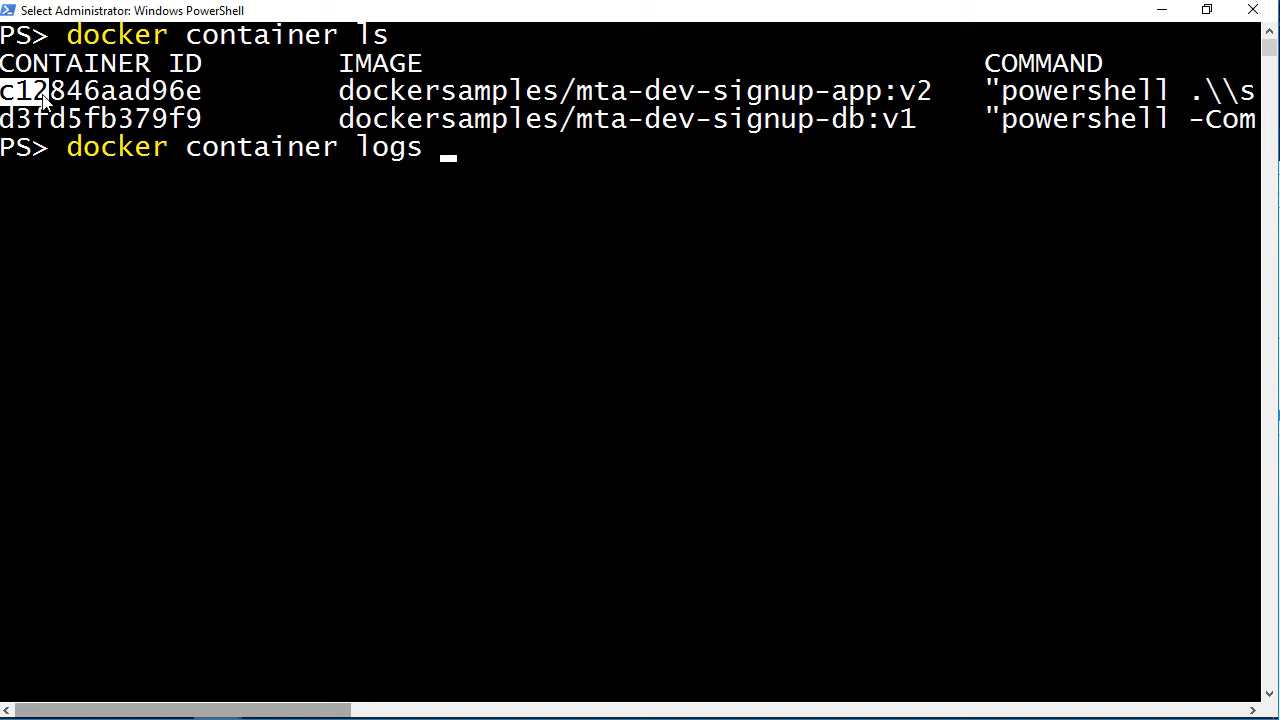 Select Administrator: Windows PowerShell
PS> docker container ls
CONTAINER ID IMAGE COMMAND
c12846aad96e dockersamples/mta-dev-signup-app:v2 "powershell .\\s
d3fd5fb379f9 dockersamples/mta-dev-signup-db:v1 "powershell -Com
PS> docker container logs